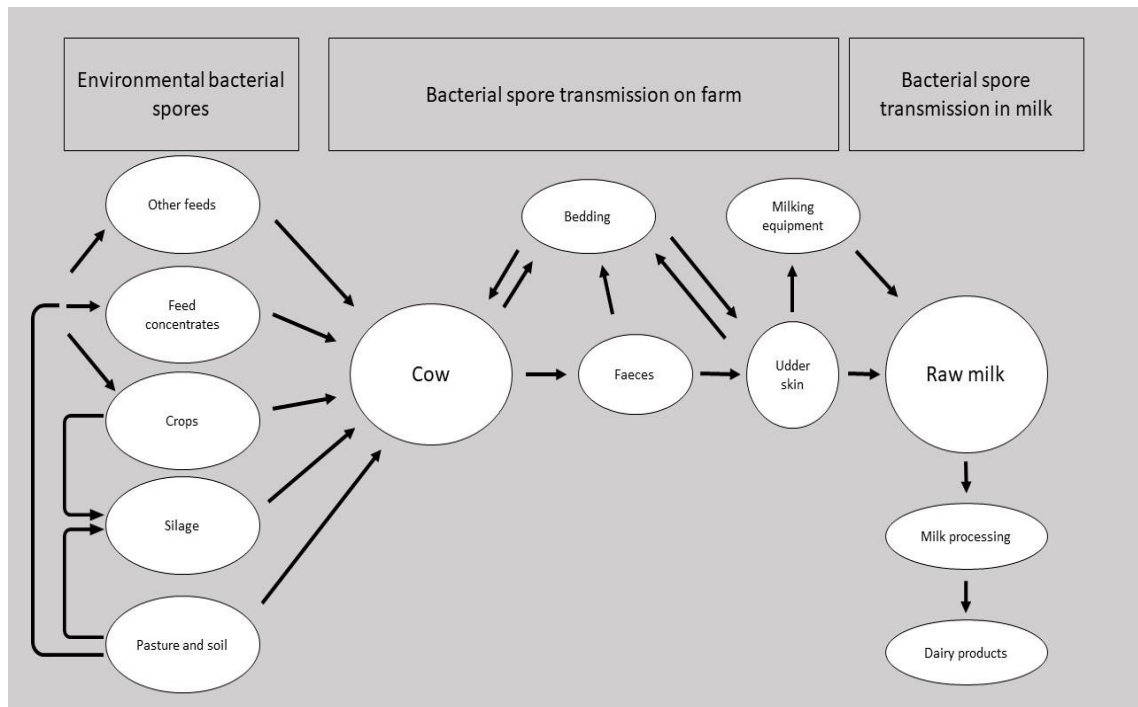 Environmental bacterial
spores
Bacterial spore transmission on farm
Bacterial spore
transmission in milk
Other feeds
Feed
concentrates
Crops
Silage
Pasture and soil
Cow
Bedding
Faeces
Milking
equipment
Udder
skin
Raw milk
Milk processing
Dairy products